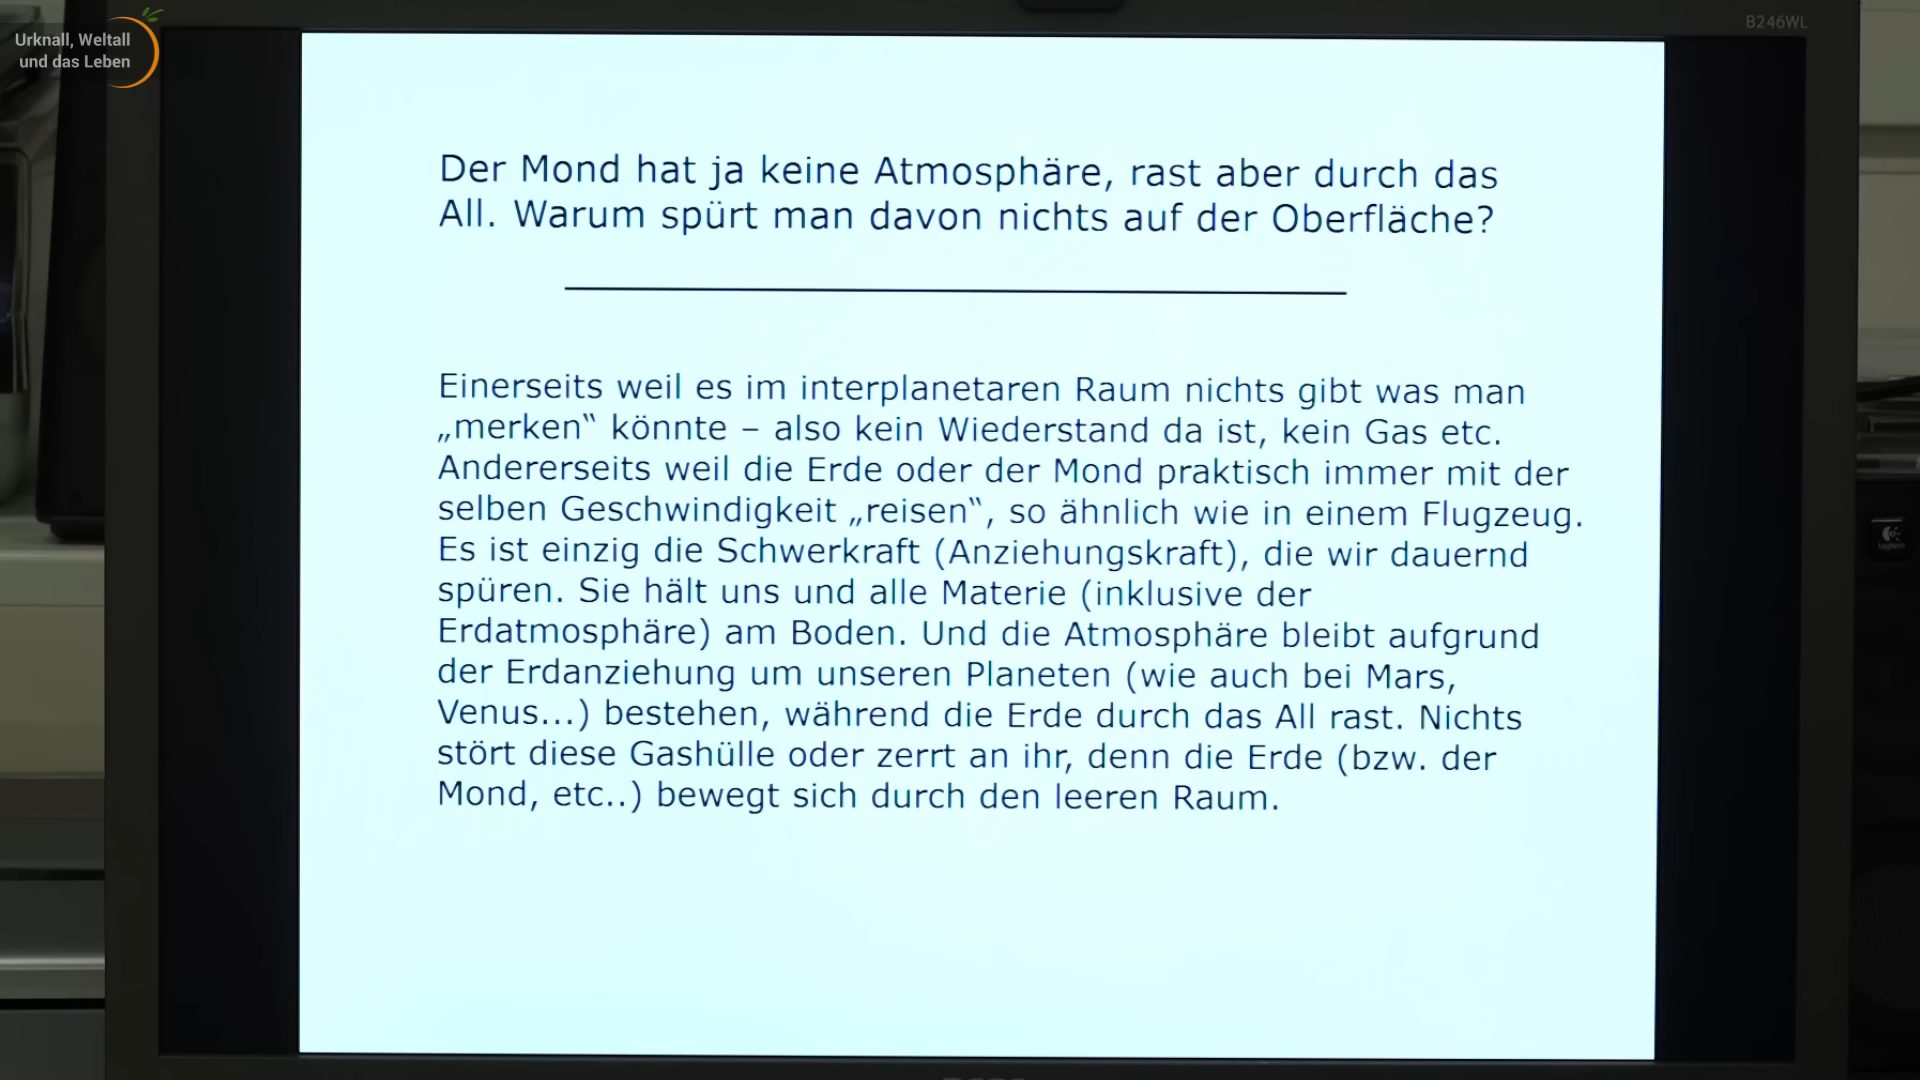 Urknall, Weltall
und das Leben
B246WL
Der Mond hat ja keine Atmosphäre, rast aber durch das
All. Warum spürt man davon nichts auf der Oberfläche?
Einerseits weil es im interplanetaren Raum nichts gibt was man
„merken“ könnte – also kein Wiederstand da ist, kein Gas etc.
Andererseits weil die Erde oder der Mond praktisch immer mit der
selben Geschwindigkeit „reisen“, so ähnlich wie in einem Flugzeug.
Es ist einzig die Schwerkraft (Anziehungskraft), die wir dauernd
spüren. Sie hält uns und alle Materie (inklusive der
Erdatmosphäre) am Boden. Und die Atmosphäre bleibt aufgrund
der Erdanziehung um unseren Planeten (wie auch bei Mars,
Venus...) bestehen, während die Erde durch das All rast. Nichts
stört diese Gashülle oder zerrt an ihr, denn die Erde (bzw. der
Mond, etc..) bewegt sich durch den leeren Raum.
Logitech